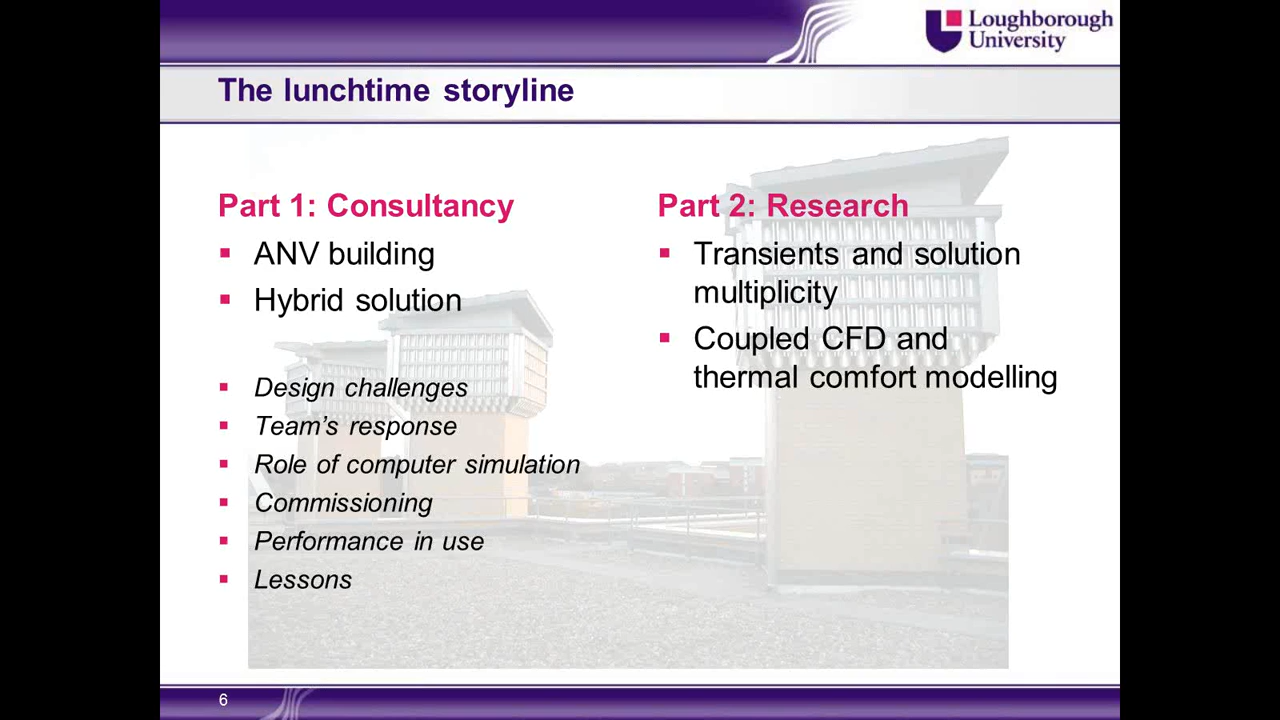 Loughborough
University
The lunchtime storyline
Part 1: Consultancy
ANV building
Hybrid solution
Design challenges
Team’s response
Role of computer simulation
Commissioning
Performance in use
Lessons
Part 2: Research
Transients and solution
multiplicity
Coupled CFD and
thermal comfort modelling
6